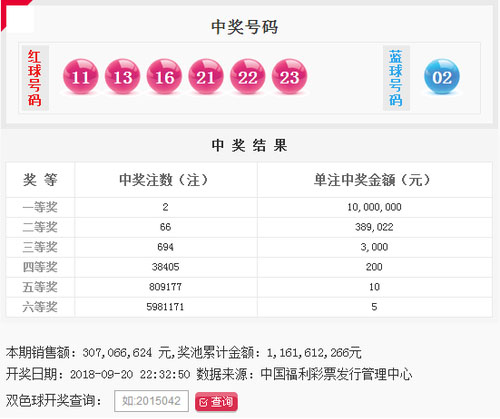 中奖号码
红球号码 11 13 16 21 22 23 蓝球号码 02
中 奖 结 果
奖 等 中奖注数（注） 单注中奖金额（元）
一等奖 2 10,000,000
二等奖 66 389,022
三等奖 694 3,000
四等奖 38405 200
五等奖 809177 10
六等奖 5981171 5
本期销售额：307,066,624 元,奖池累计金额：1,161,612,266元
开奖日期：2018-09-20 22:32:50 数据来源：中国福利彩票发行管理中心
双色球开奖查询： 如:2015042 查询